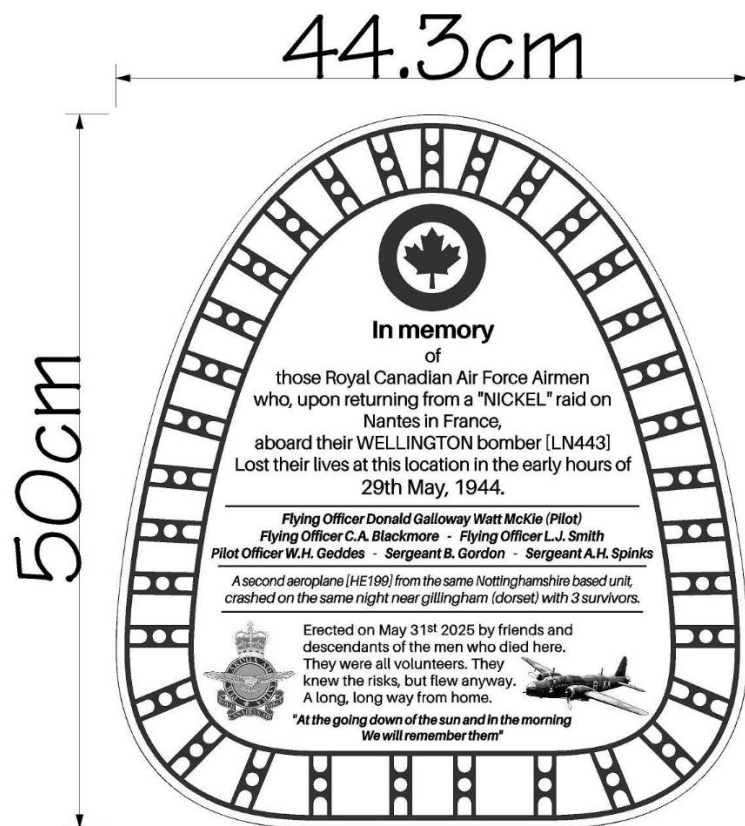 44.3cm
50cm
In memory
of
those Royal Canadian Air Force Airmen
who, upon returning from a "NICKEL" raid on
Nantes in France,
aboard their WELLINGTON bomber [LN443]
Lost their lives at this location in the early hours of
29th May, 1944.
Flying Officer Donald Galloway Watt McKie (Pilot)
Flying Officer C.A. Blackmore - Flying Officer L.J. Smith
Pilot Officer W.H. Geddes - Sergeant B. Gordon - Sergeant A.H. Spinks
A second aeroplane [HE199] from the same Nottinghamshire based unit,
crashed on the same night near gillingham (dorset) with 3 survivors.
Erected on May 31st 2025 by friends and
descendants of the men who died here.
They were all volunteers. They
knew the risks, but flew anyway.
A long, long way from home.
"At the going down of the sun and in the morning
We will remember them"